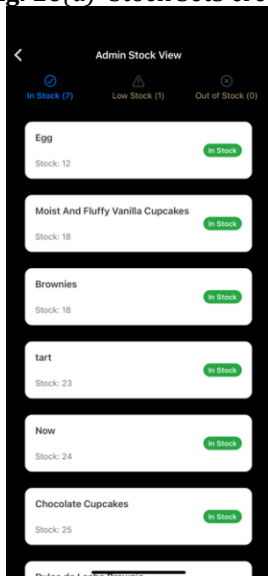 Admin Stock View
In Stock (7) Low Stock (1) Out of Stock (0)
Egg
In Stock
Stock: 12
Moist And Fluffy Vanilla Cupcakes
In Stock
Stock: 18
Brownies
In Stock
Stock: 18
tart
In Stock
Stock: 23
Now
In Stock
Stock: 24
Chocolate Cupcakes
In Stock
Stock: 25